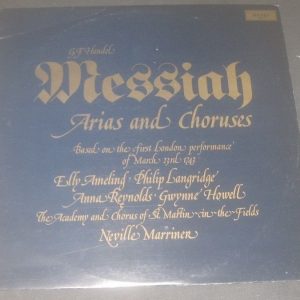 G.F. Handel
Messiah
Arias and Choruses
Based on the first London performance
of March 23rd 1743
Elly Ameling · Philip Langridge
Anna Reynolds · Gwynne Howell
The Academy and Chorus of St. Martin-in-the-Fields
Neville Marriner